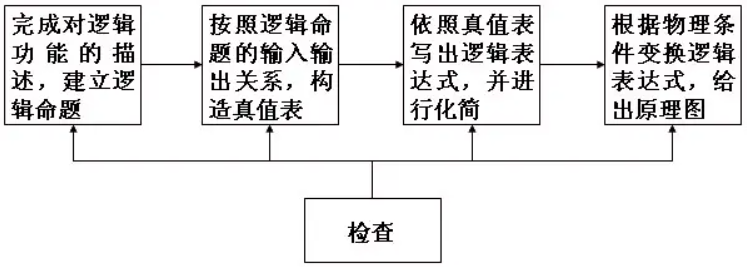 完成对逻辑
功能的描
述，建立逻
辑命题
按照逻辑命
题的输入输
出关系，构
造真值表
依照真值表
写出逻辑表
达式，并进
行化简
根据物理条
件变换逻辑
表达式，给
出原理图
检查